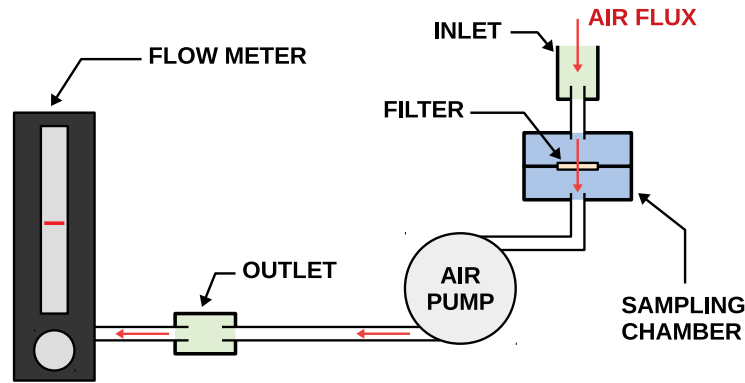 AIR FLUX
INLET
FLOW METER
FILTER
OUTLET
AIR
PUMP
SAMPLING
CHAMBER